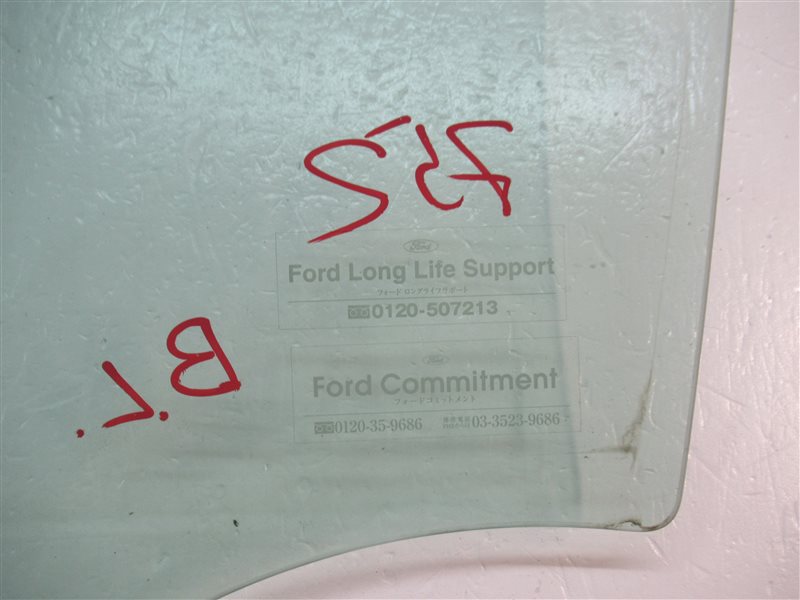 752
Ford
Ford Long Life Support
フォード ロングライフサポート
0120-507213
B.L.
Ford
Ford Commitment
フォードコミットメント
0120-35-9686
03-3523-9686